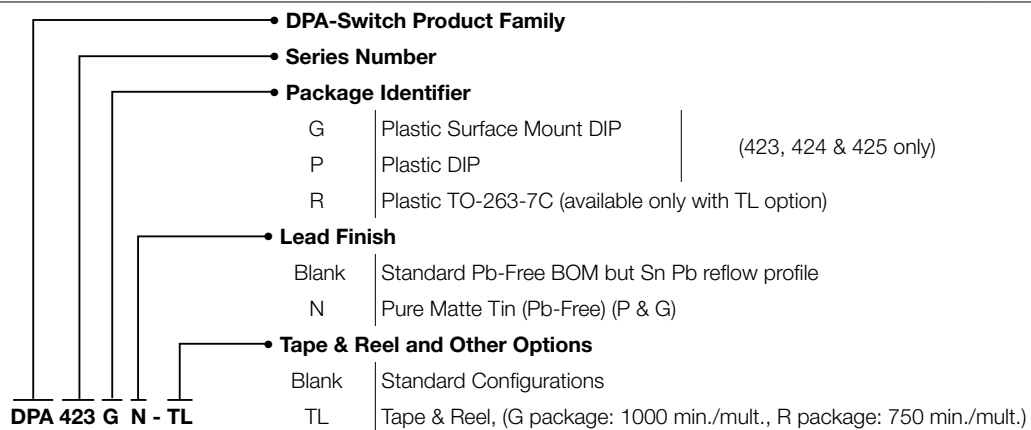 DPA-Switch Product Family
Series Number
Package Identifier
G Plastic Surface Mount DIP
(423, 424 & 425 only)
P Plastic DIP
R Plastic TO-263-7C (available only with TL option)
Lead Finish
Blank Standard Pb-Free BOM but Sn Pb reflow profile
N Pure Matte Tin (Pb-Free) (P & G)
Tape & Reel and Other Options
Blank Standard Configurations
DPA 423 G N - TL TL Tape & Reel, (G package: 1000 min./mult., R package: 750 min./mult.)